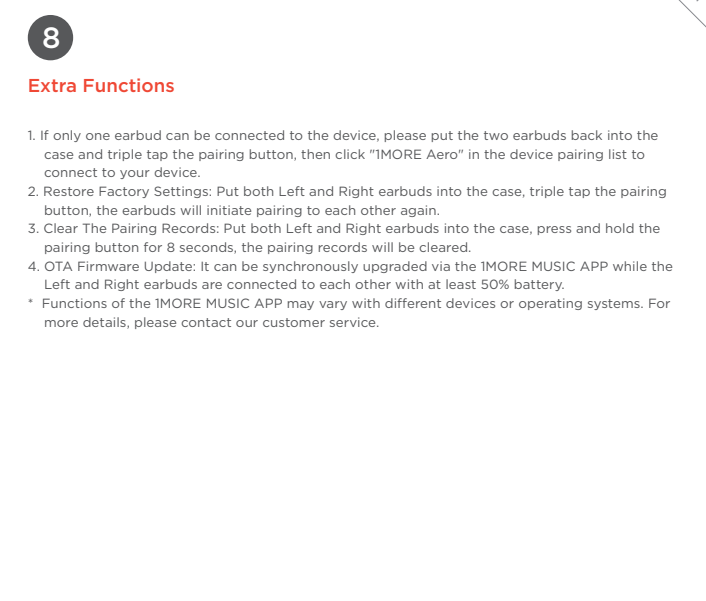 8
Extra Functions
1. If only one earbud can be connected to the device, please put the two earbuds back into the
case and triple tap the pairing button, then click "1MORE Aero" in the device pairing list to
connect to your device.
2. Restore Factory Settings: Put both Left and Right earbuds into the case, triple tap the pairing
button, the earbuds will initiate pairing to each other again.
3. Clear The Pairing Records: Put both Left and Right earbuds into the case, press and hold the
pairing button for 8 seconds, the pairing records will be cleared.
4. OTA Firmware Update: It can be synchronously upgraded via the 1MORE MUSIC APP while the
Left and Right earbuds are connected to each other with at least 50% battery.
* Functions of the 1MORE MUSIC APP may vary with different devices or operating systems. For
more details, please contact our customer service.